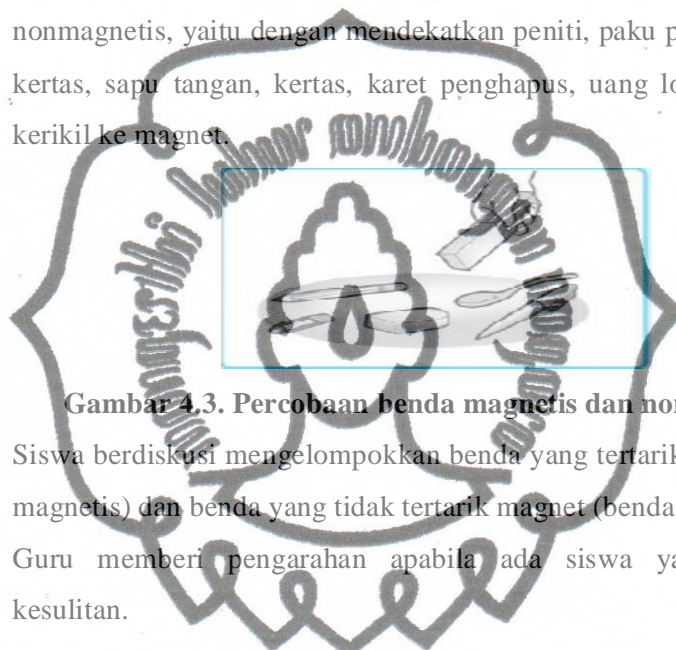 nonmagnetis, yaitu dengan mendekatkan peniti, paku p
kertas, sapu tangan, kertas, karet penghapus, uang lo
kerikil ke magnet.
Gambar 4.3. Percobaan benda magnetis dan no
Siswa berdiskusi mengelompokkan benda yang tertarik
magnetis) dan benda yang tidak tertarik magnet (benda
Guru memberi pengarahan apabila ada siswa ya
kesulitan.